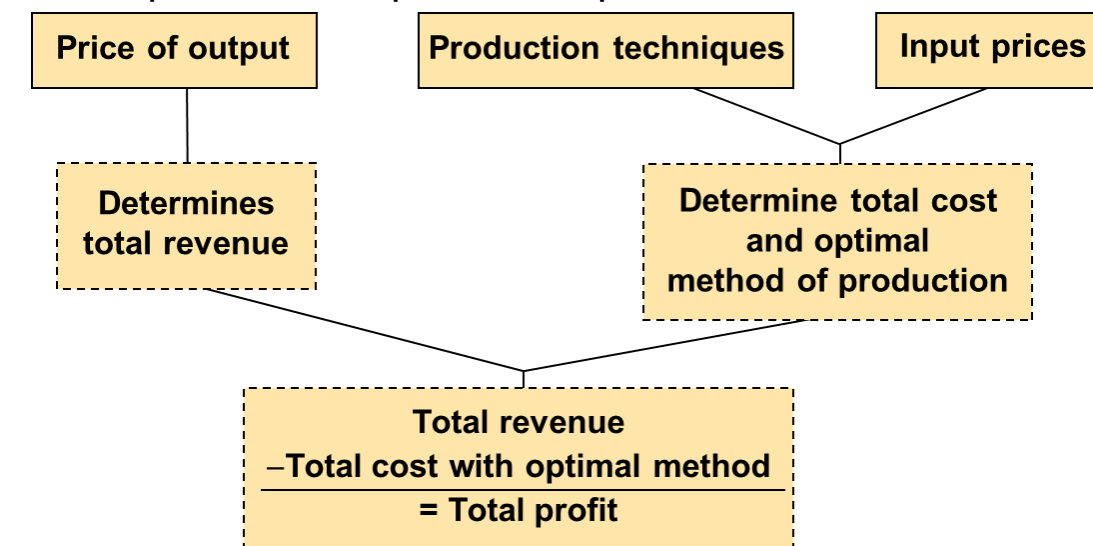 Price of output
Production techniques
Input prices
Determines
total revenue
Determine total cost
and optimal
method of production
Total revenue
–Total cost with optimal method
= Total profit